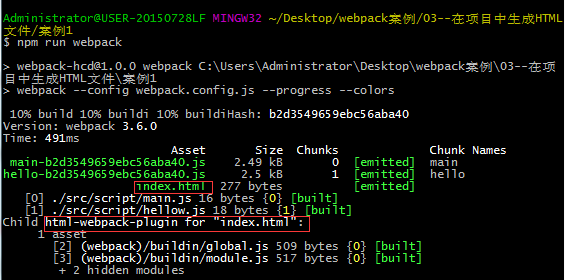 Administrator@USER-20150728LF MINGW32 ~/Desktop/webpack案例/03--在项目中生成HTML
文件/案例1
$ npm run webpack
> webpack-hcd@1.0.0 webpack C:\Users\Administrator\Desktop\webpack案例\03--在项
目中生成HTML文件\案例1
> webpack --config webpack.config.js --progress --colors
10% build 10% buildi 10% buildiHash: b2d3549659ebc56aba40
Version: webpack 3.6.0
Time: 491ms
Asset Size Chunks Chunk Names
main-b2d3549659ebc56aba40.js 2.49 kB 0 [emitted] main
hello-b2d3549659ebc56aba40.js 2.5 kB 1 [emitted] hello
index.html 277 bytes [emitted]
[0] ./src/script/main.js 16 bytes {0} [built]
[1] ./src/script/hellow.js 18 bytes {1} [built]
Child html-webpack-plugin for "index.html":
1 asset
[2] (webpack)/buildin/global.js 509 bytes {0} [built]
[3] (webpack)/buildin/module.js 517 bytes {0} [built]
+ 2 hidden modules